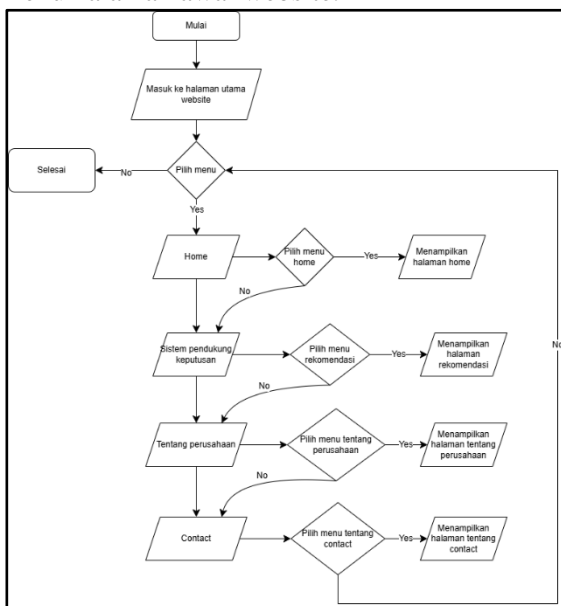 Mulai
Masuk ke halaman utama
website
Selesai
No
Pilih menu
Yes
Home
Pilih menu
home
Yes
Menampilkan
halaman home
No
Sistem pendukung
keputusan
Pilih menu
rekomendasi
Yes
Menampilkan
halaman
rekomendasi
No
No
Tentang perusahaan
Pilih menu tentang
perusahaan
Yes
Menampilkan
halaman tentang
perusahaan
No
Contact
Pilih menu tentang
contact
Yes
Menampilkan
halaman tentang
contact